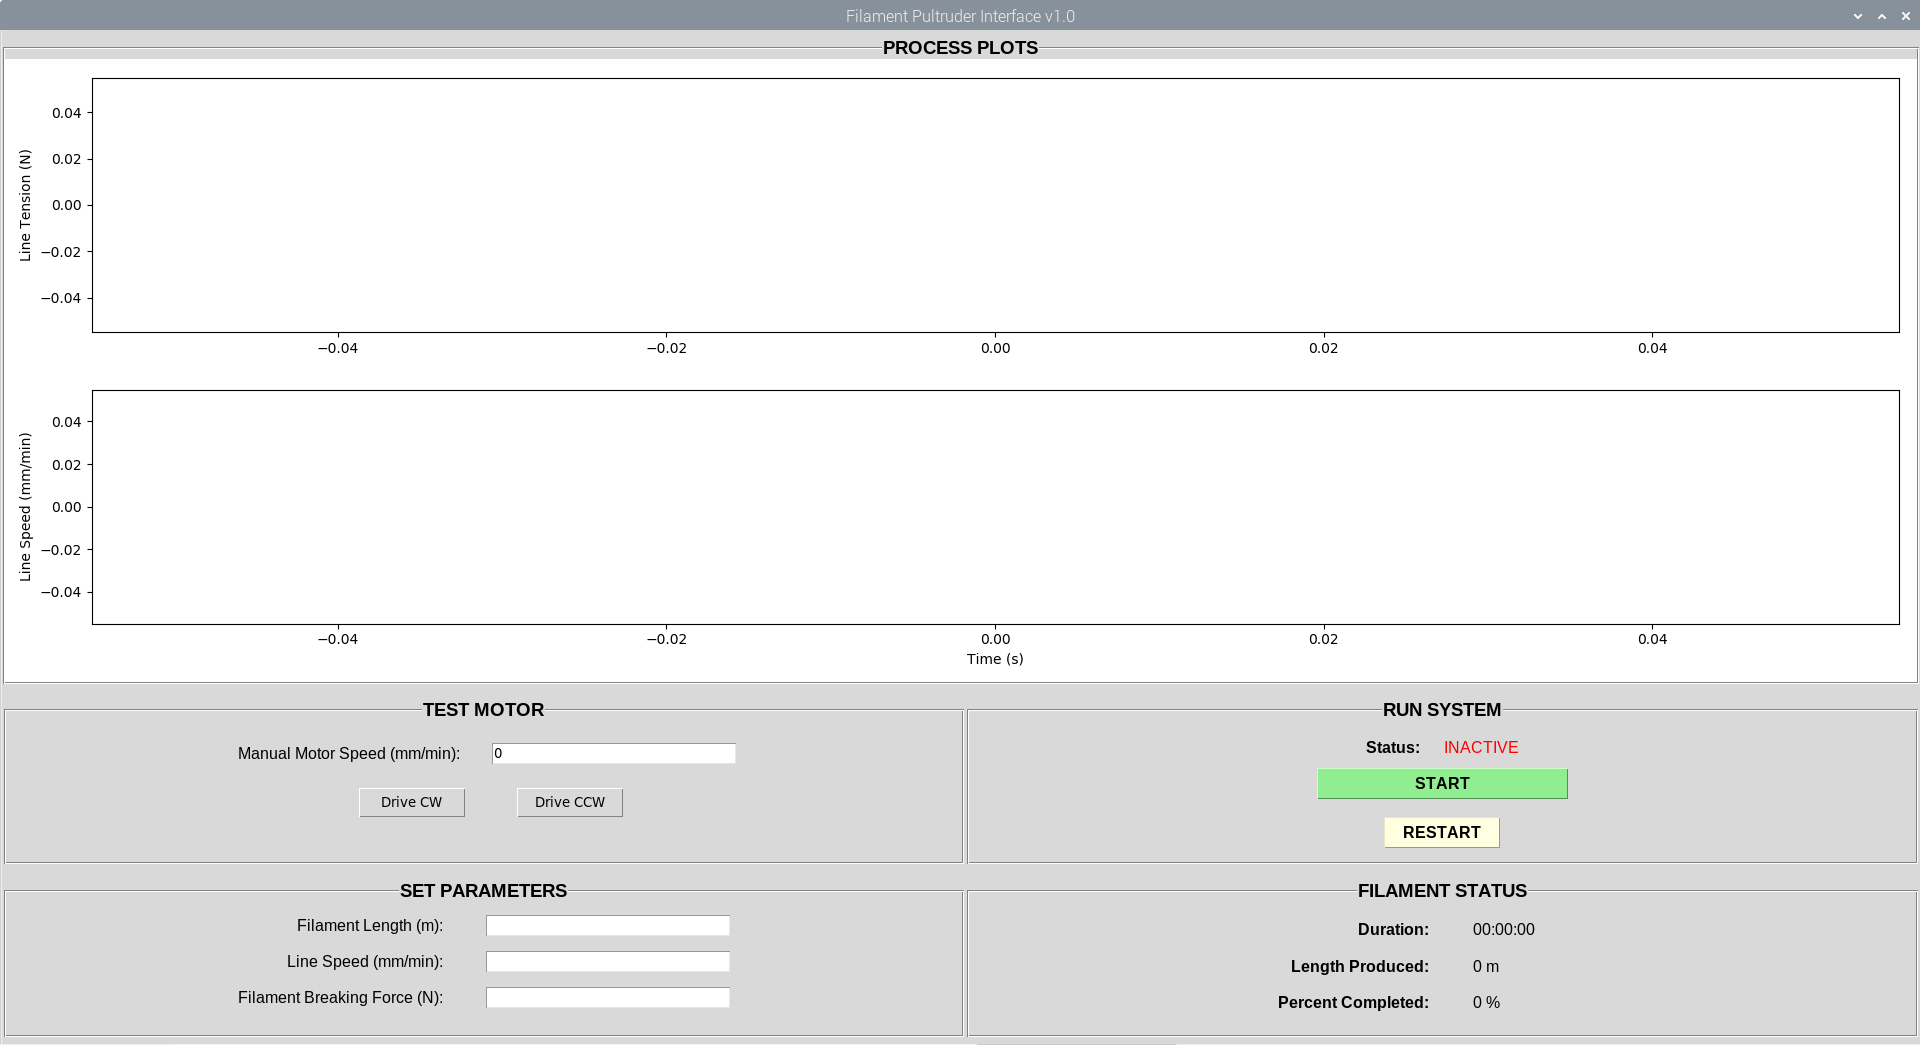 Filament Pultruder Interface v1.0
PROCESS PLOTS
Line Tension (N)
0.04
0.02
0.00
−0.02
−0.04
−0.04 −0.02 0.00 0.02 0.04
Line Speed (mm/min)
0.04
0.02
0.00
−0.02
−0.04
−0.04 −0.02 0.00 0.02 0.04
Time (s)
TEST MOTOR
Manual Motor Speed (mm/min): 0
Drive CW Drive CCW
RUN SYSTEM
Status: INACTIVE
START
RESTART
SET PARAMETERS
Filament Length (m):
Line Speed (mm/min):
Filament Breaking Force (N):
FILAMENT STATUS
Duration: 00:00:00
Length Produced: 0 m
Percent Completed: 0 %